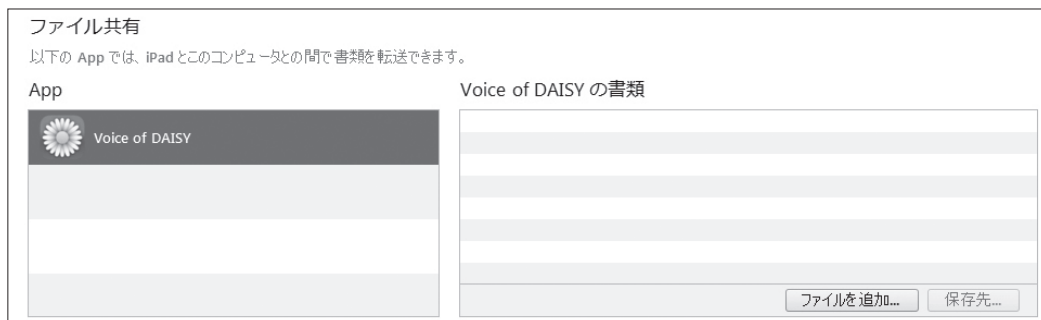 ファイル共有
以下の App では、iPad とこのコンピュータとの間で書類を転送できます。
App
Voice of DAISY の書類
Voice of DAISY
ファイルを追加...
保存先...